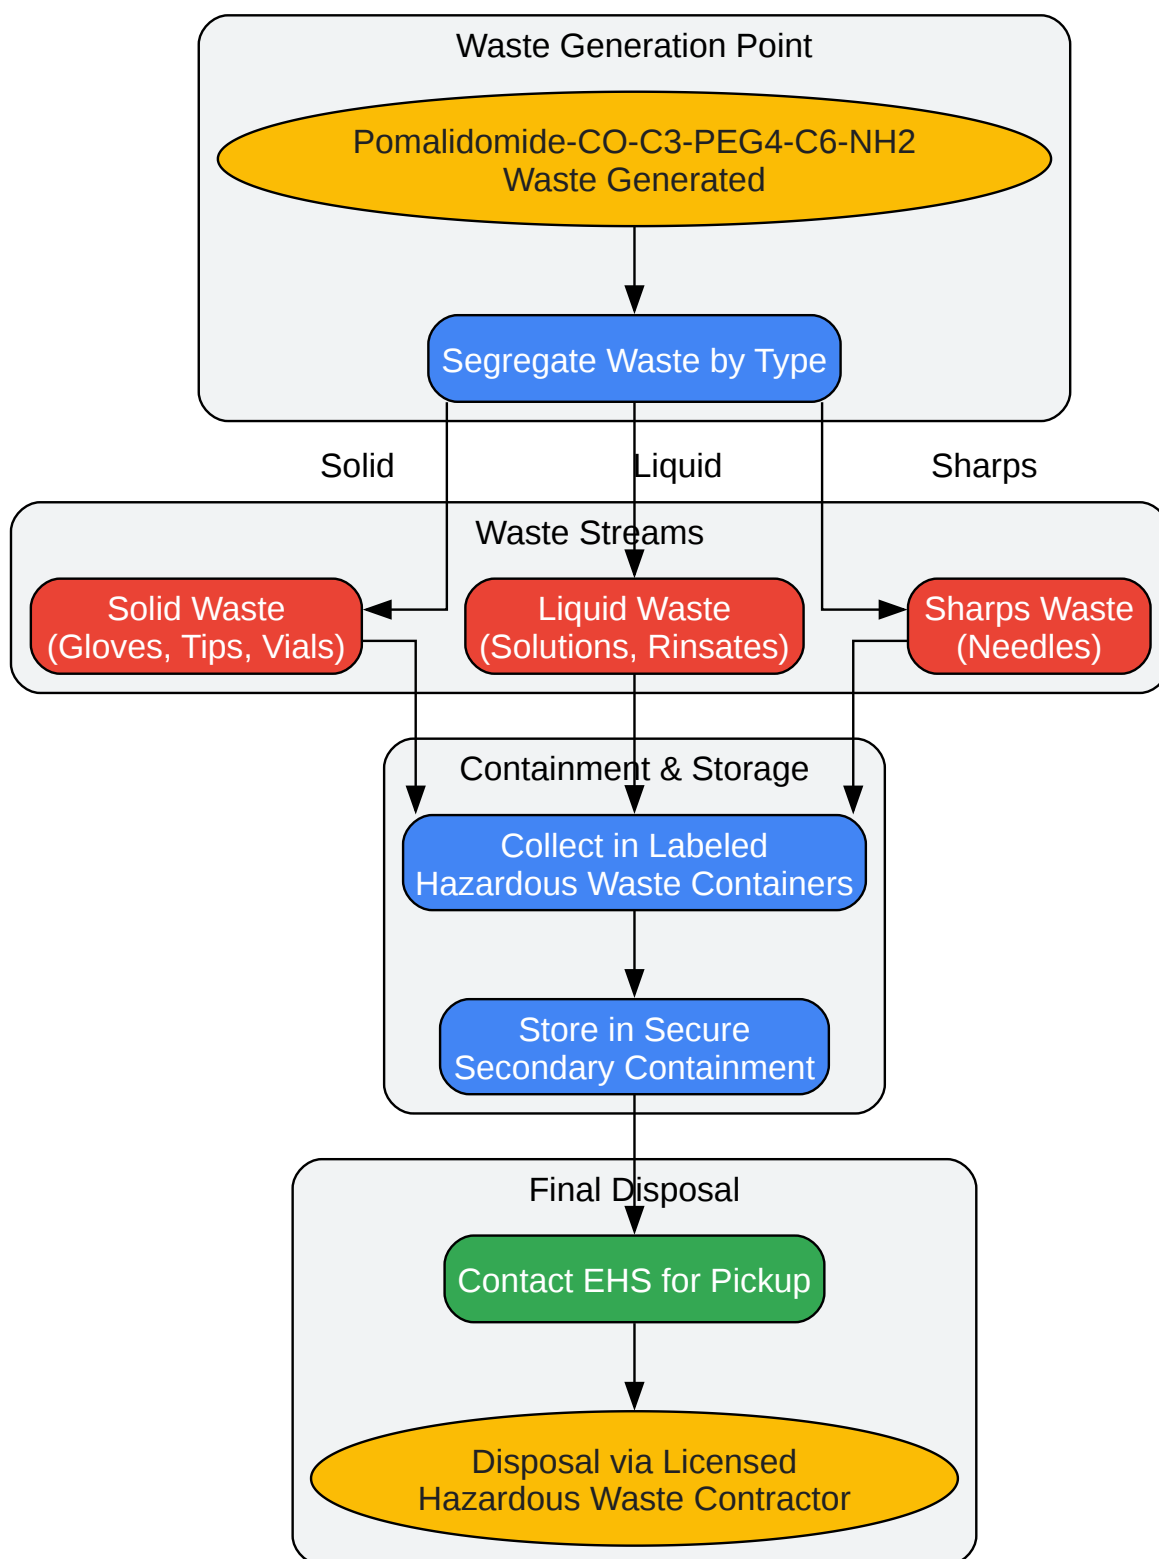 Waste Generation Point
Pomalidomide-CO-C3-PEG4-C6-NH2
Waste Generated
Segregate Waste by Type
Solid
Liquid
Sharps
Waste Streams
Solid Waste
(Gloves, Tips, Vials)
Liquid Waste
(Solutions, Rinsates)
Sharps Waste
(Needles)
Containment & Storage
Collect in Labeled
Hazardous Waste Containers
Store in Secure
Secondary Containment
Final Disposal
Contact EHS for Pickup
Disposal via Licensed
Hazardous Waste Contractor